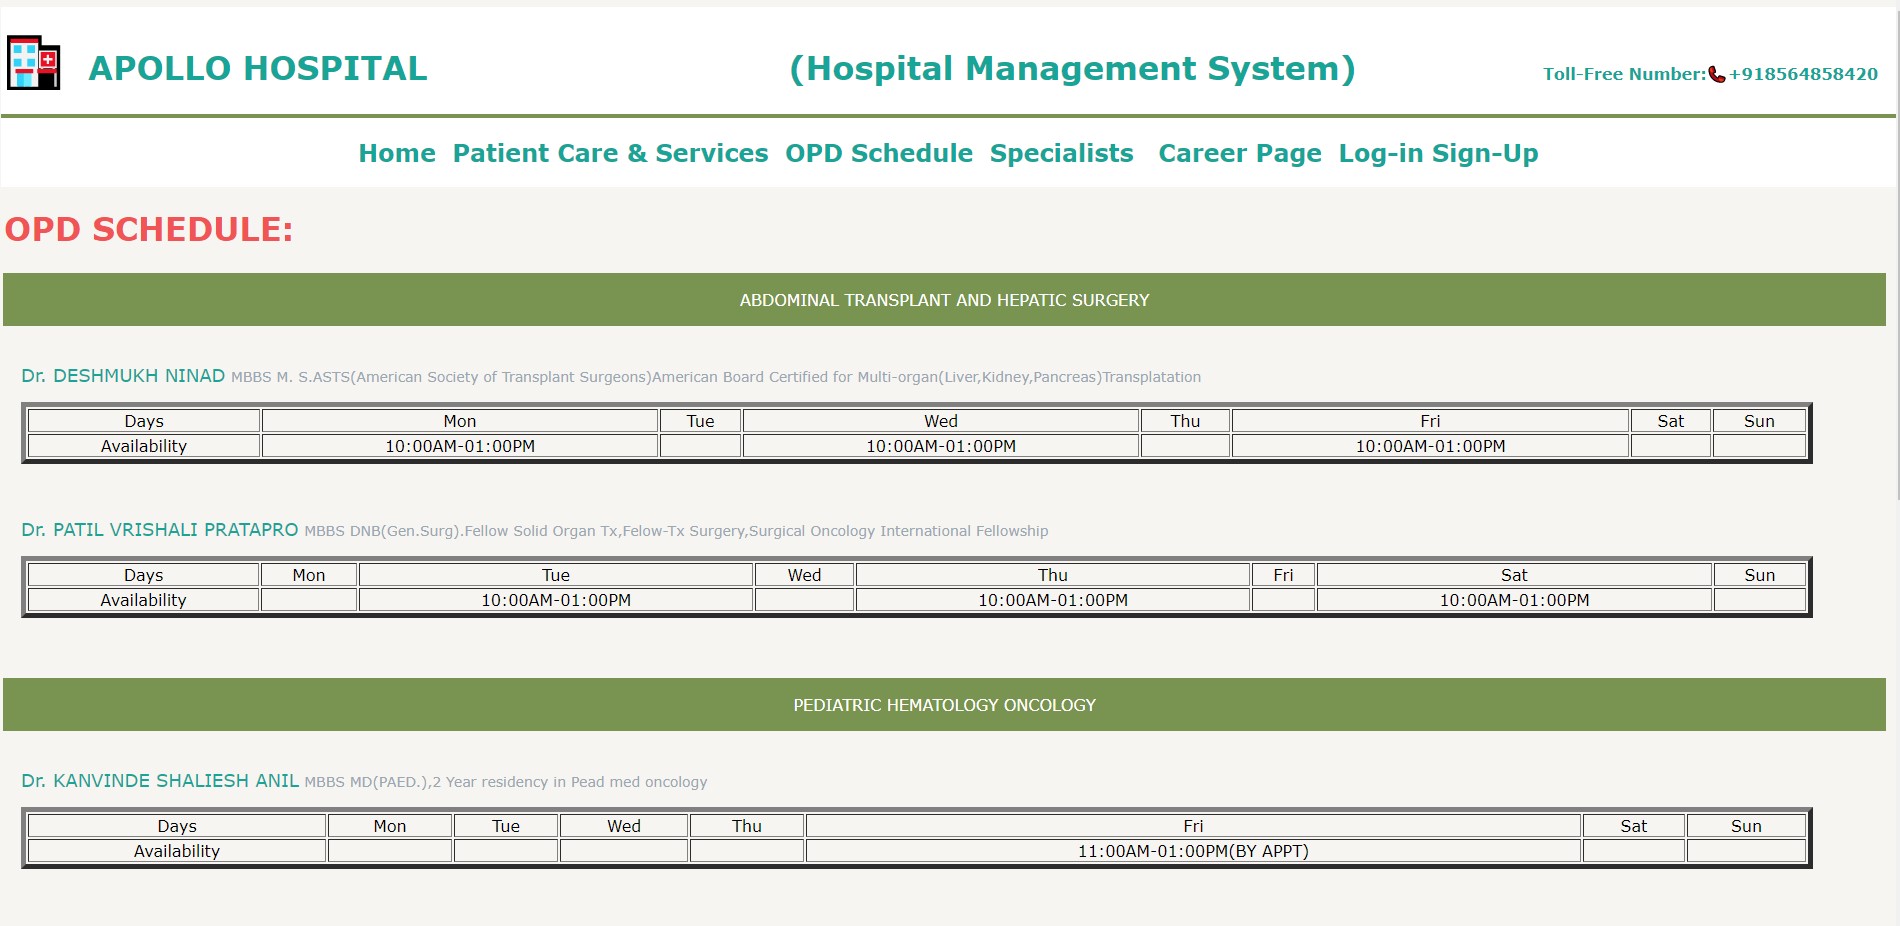 APOLLO HOSPITAL (Hospital Management System) Toll-Free Number: +918564858420
Home Patient Care & Services OPD Schedule Specialists Career Page Log-in Sign-Up
OPD SCHEDULE:
ABDOMINAL TRANSPLANT AND HEPATIC SURGERY
Dr. DESHMUKH NINAD MBBS M. S.ASTS(American Society of Transplant Surgeons)American Board Certified for Multi-organ(Liver,Kidney,Pancreas)Transplatation
Days Mon Tue Wed Thu Fri Sat Sun
Availability 10:00AM-01:00PM 10:00AM-01:00PM 10:00AM-01:00PM
Dr. PATIL VRISHALI PRATAPRO MBBS DNB(Gen.Surg).Fellow Solid Organ Tx,Felow-Tx Surgery,Surgical Oncology International Fellowship
Days Mon Tue Wed Thu Fri Sat Sun
Availability 10:00AM-01:00PM 10:00AM-01:00PM 10:00AM-01:00PM
PEDIATRIC HEMATOLOGY ONCOLOGY
Dr. KANVINDE SHALIESH ANIL MBBS MD(PAED.),2 Year residency in Pead med oncology
Days Mon Tue Wed Thu Fri Sat Sun
Availability 11:00AM-01:00PM(BY APPT)